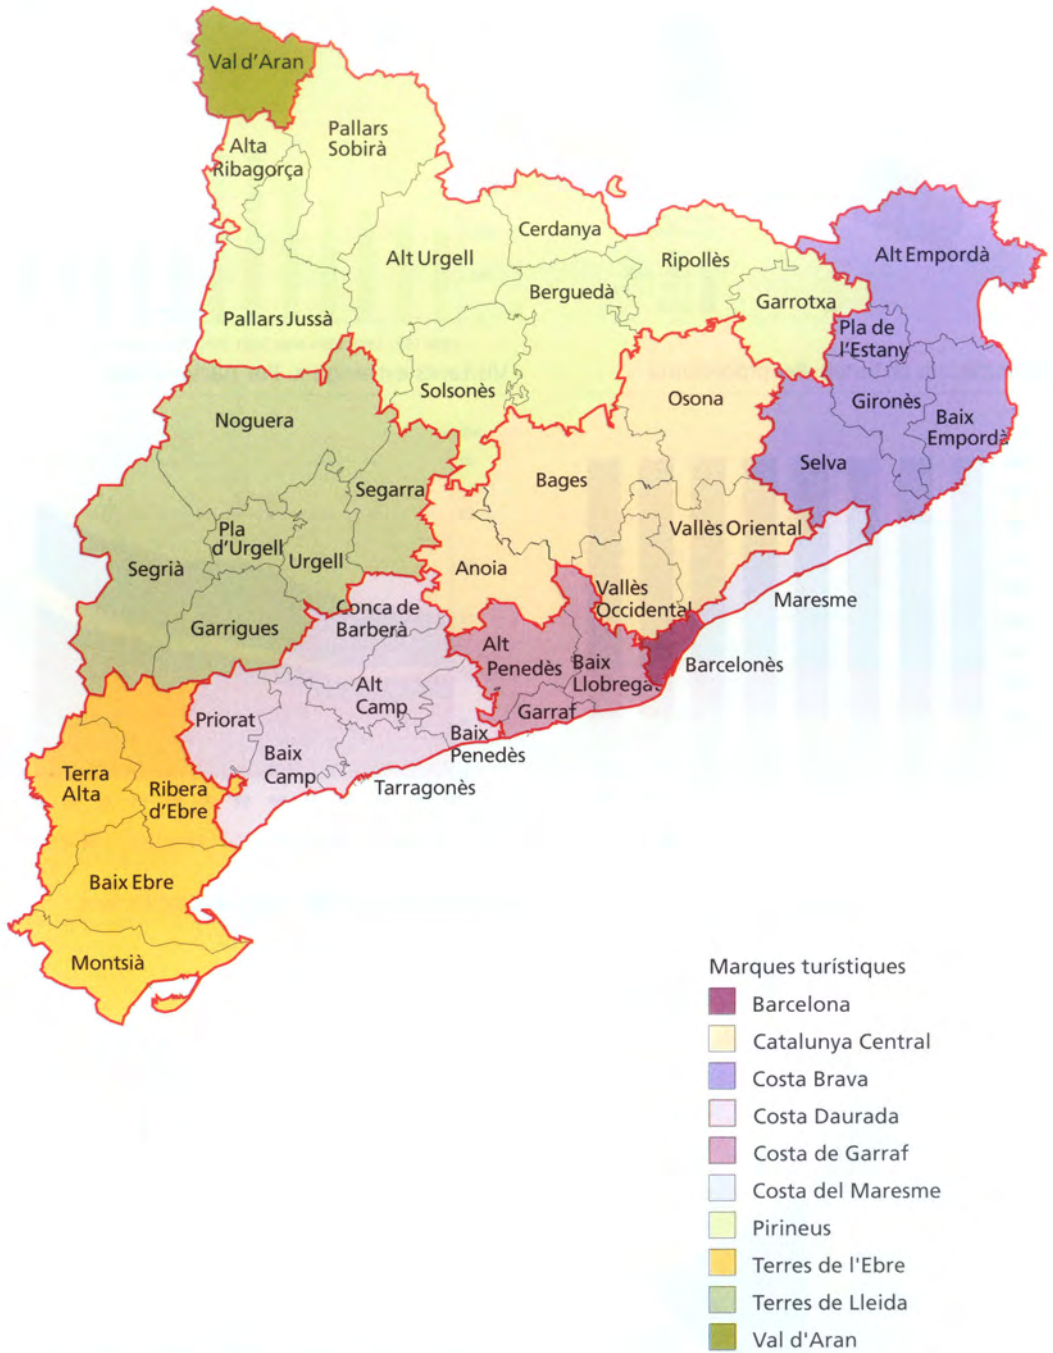 Val d'Aran
Pallars
Sobirà
Alta
Ribagorça
Cerdanya
Alt Urgell
Ripollès
Alt Empordà
Berguedà
Garrotxa
Pallars Jussà
Pla de
l'Estany
Solsonès
Osona
Gironès
Baix
Empordà
Noguera
Selva
Bages
Segarra
Pla
d'Urgell
Vallès Oriental
Segrià
Urgell
Anoia
Vallès
Occidental
Maresme
Garrigues
Conca de
Barberà
Alt
Penedès
Baix
Llobregat
Barcelonès
Alt
Camp
Garraf
Priorat
Baix
Penedès
Baix
Camp
Tarragonès
Terra
Alta
Ribera
d'Ebre
Baix Ebre
Montsià
Marques turístiques
Barcelona
Catalunya Central
Costa Brava
Costa Daurada
Costa de Garraf
Costa del Maresme
Pirineus
Terres de l'Ebre
Terres de Lleida
Val d'Aran